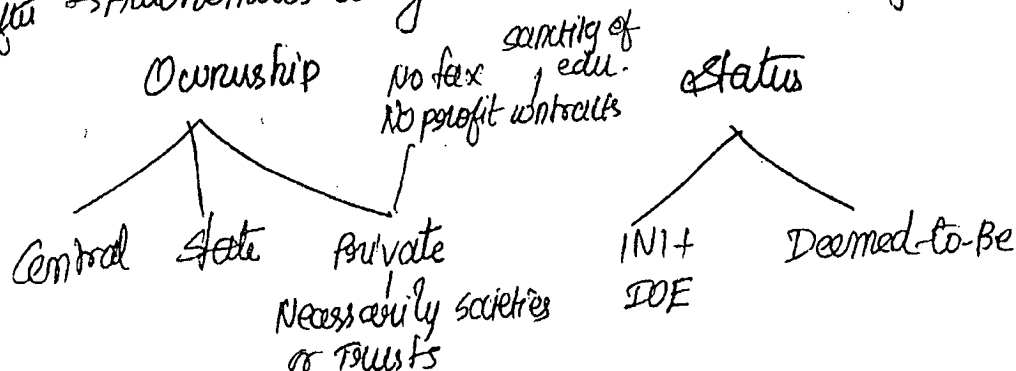 Ownership
No tax
sanctity of
edu.
No profit contracts
Status
Central State Private
INI+
IOE
Deemed-to-Be
Necessarily societies
or Trusts